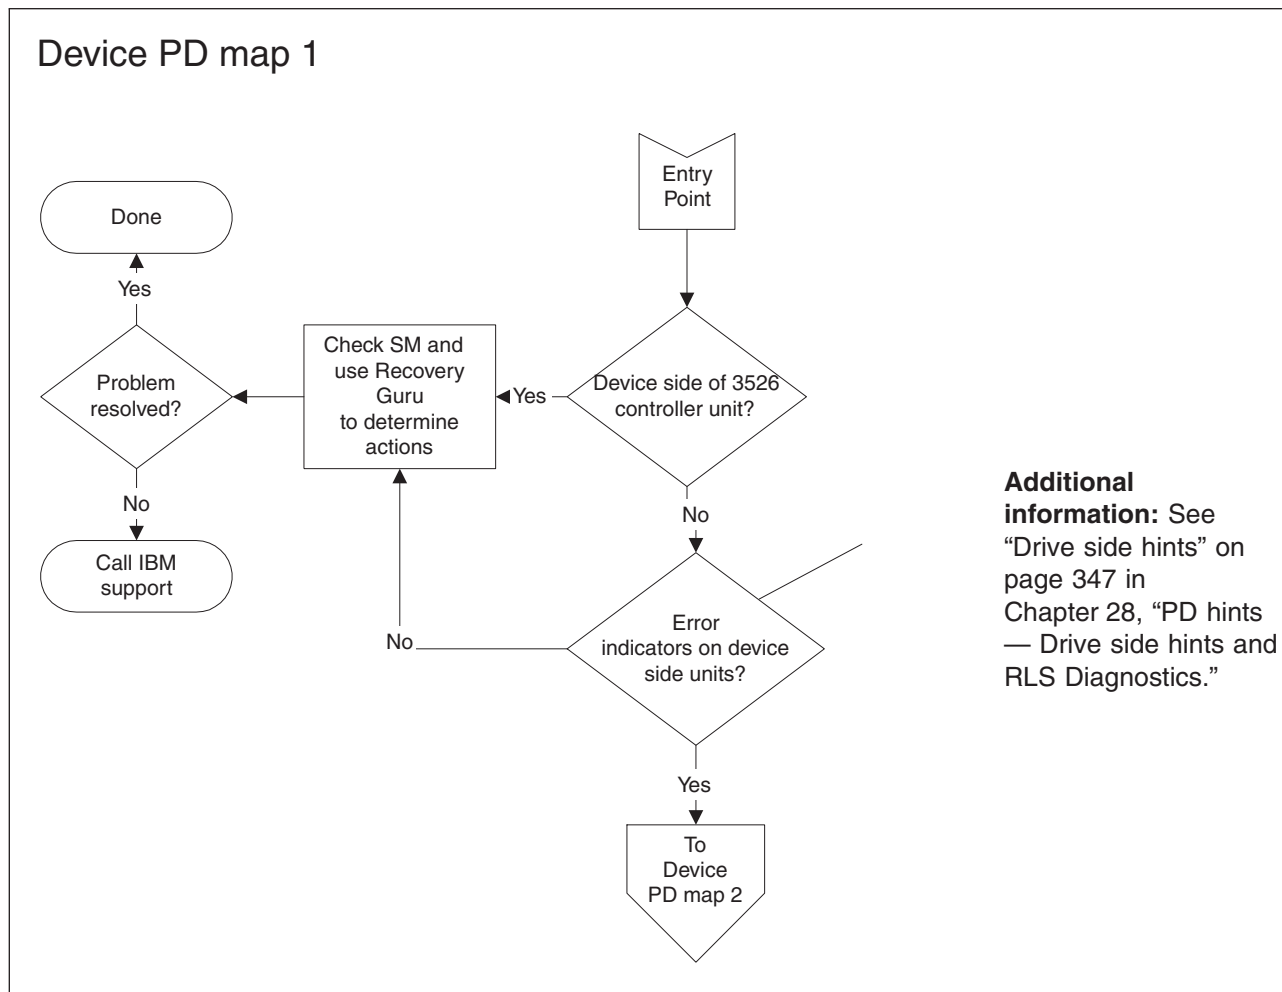 Device PD map 1
Entry
Point
Done
Yes
Problem
resolved?
Check SM and
use Recovery
Guru
to determine
actions
Yes
Device side of 3526
controller unit?
No
Call IBM
support
No
No
Error
indicators on device
side units?
Yes
To
Device
PD map 2
Additional
information: See
“Drive side hints” on
page 347 in
Chapter 28, “PD hints
— Drive side hints and
RLS Diagnostics.”